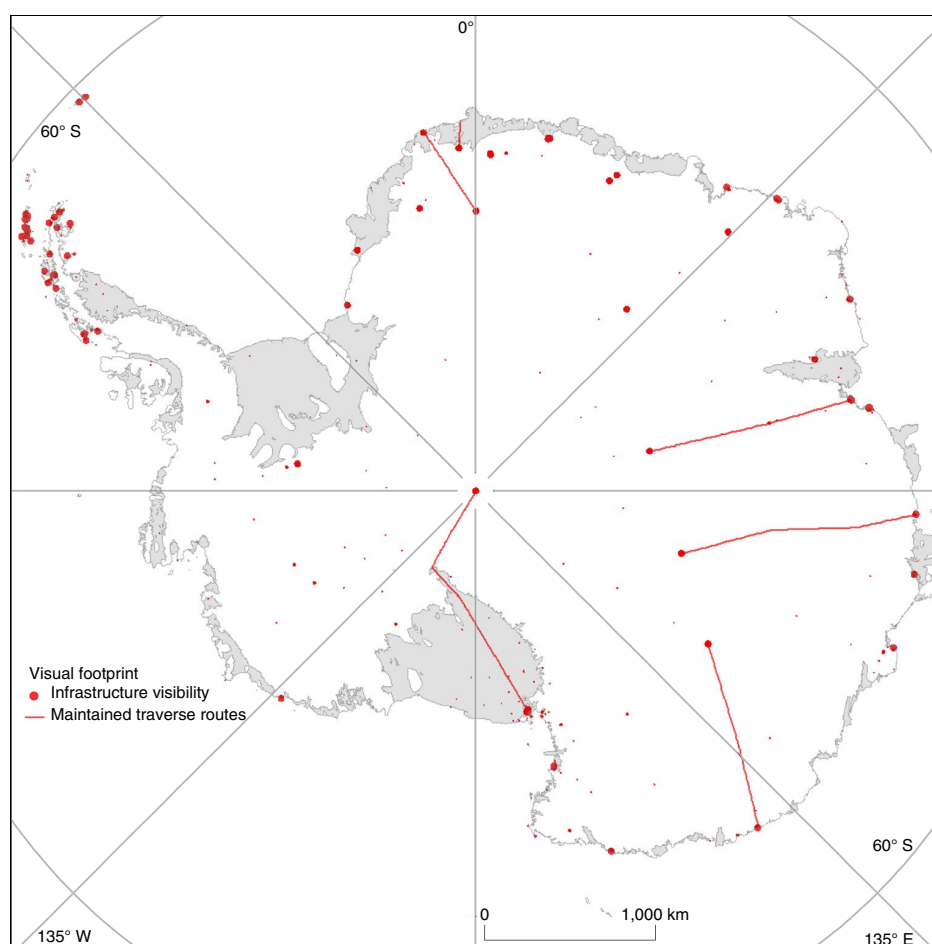 0°
60° S
Visual footprint
Infrastructure visibility
Maintained traverse routes
60° S
0 1,000 km
135° W
135° E